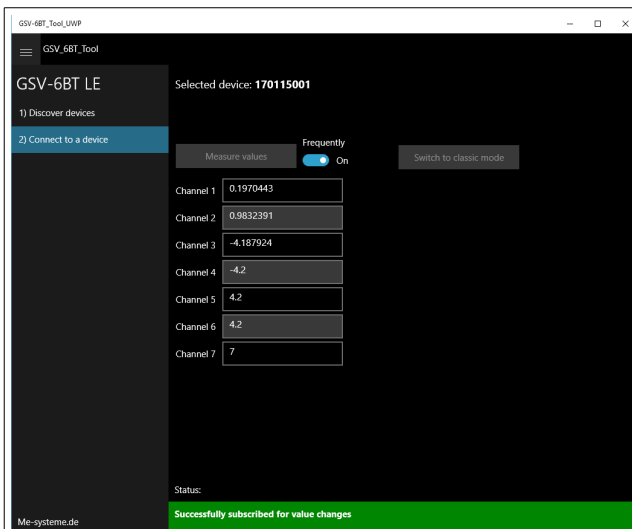 GSV-6BT_Tool_UWP
GSV_6BT_Tool
GSV-6BT LE
1) Discover devices
2) Connect to a device
Me-systeme.de
Selected device: 170115001
Measure values
Frequently
On
Switch to classic mode
Channel 1 0.1970443
Channel 2 0.9832391
Channel 3 -4.187924
Channel 4 -4.2
Channel 5 4.2
Channel 6 4.2
Channel 7 7
Status:
Successfully subscribed for value changes